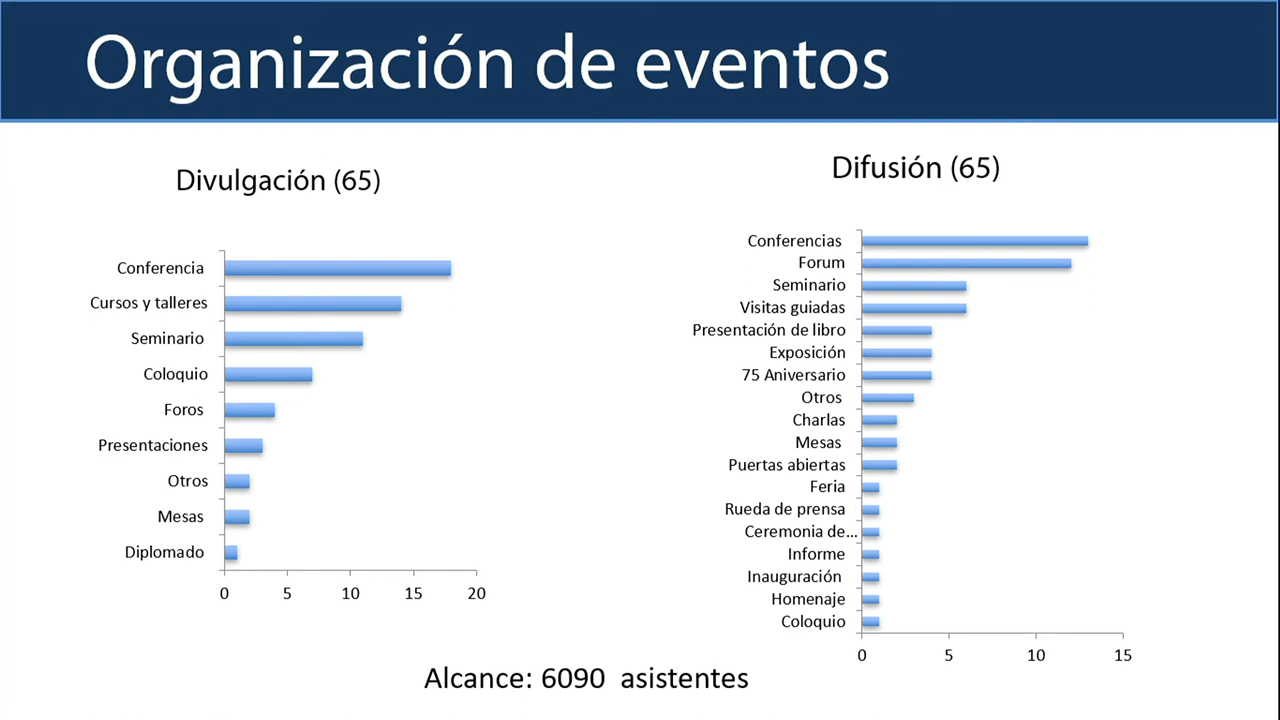 Organización de eventos
Divulgación (65)
Conferencia
Cursos y talleres
Seminario
Coloquio
Foros
Presentaciones
Otros
Mesas
Diplomado
0 5 10 15 20
Difusión (65)
Conferencias
Forum
Seminario
Visitas guiadas
Presentación de libro
Exposición
75 Aniversario
Otros
Charlas
Mesas
Puertas abiertas
Feria
Rueda de prensa
Ceremonia de...
Informe
Inauguración
Homenaje
Coloquio
0 5 10 15
Alcance: 6090 asistentes